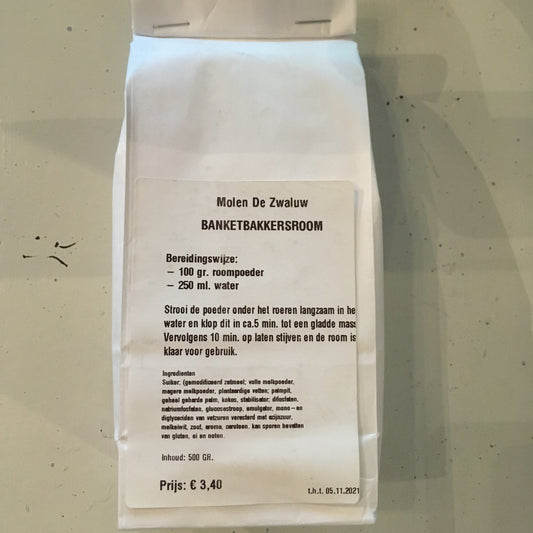 Molen De Zwaluw
BANKETBAKKERSROOM
Bereidingswijze:
– 100 gr. roompoeder
– 250 ml. water
Strooi de poeder onder het roeren langzaam in he
water en klop dit in ca.5 min. tot een gladde mass
Vervolgens 10 min. op laten stijven en de room is
klaar voor gebruik.
Ingredienten
Suiker, (gemodificeerd zetmeel; volle melkpoeder,
magere melkpoeder, plantaardige vetten; palmpit,
geheel geharde palm, kokos, stabilisator; difosfaten,
natriumfosfaten, glucosestroop, emulgator, mono – en
diglyceriden van vetzuren veresterd met azijnzuur,
melkeiwit, zout, aroma, caroteen. kan sporen bevatten
van gluten, ei en noten.
Inhoud: 500 GR.
Prijs: € 3,40
t.h.t. 05.11.2021